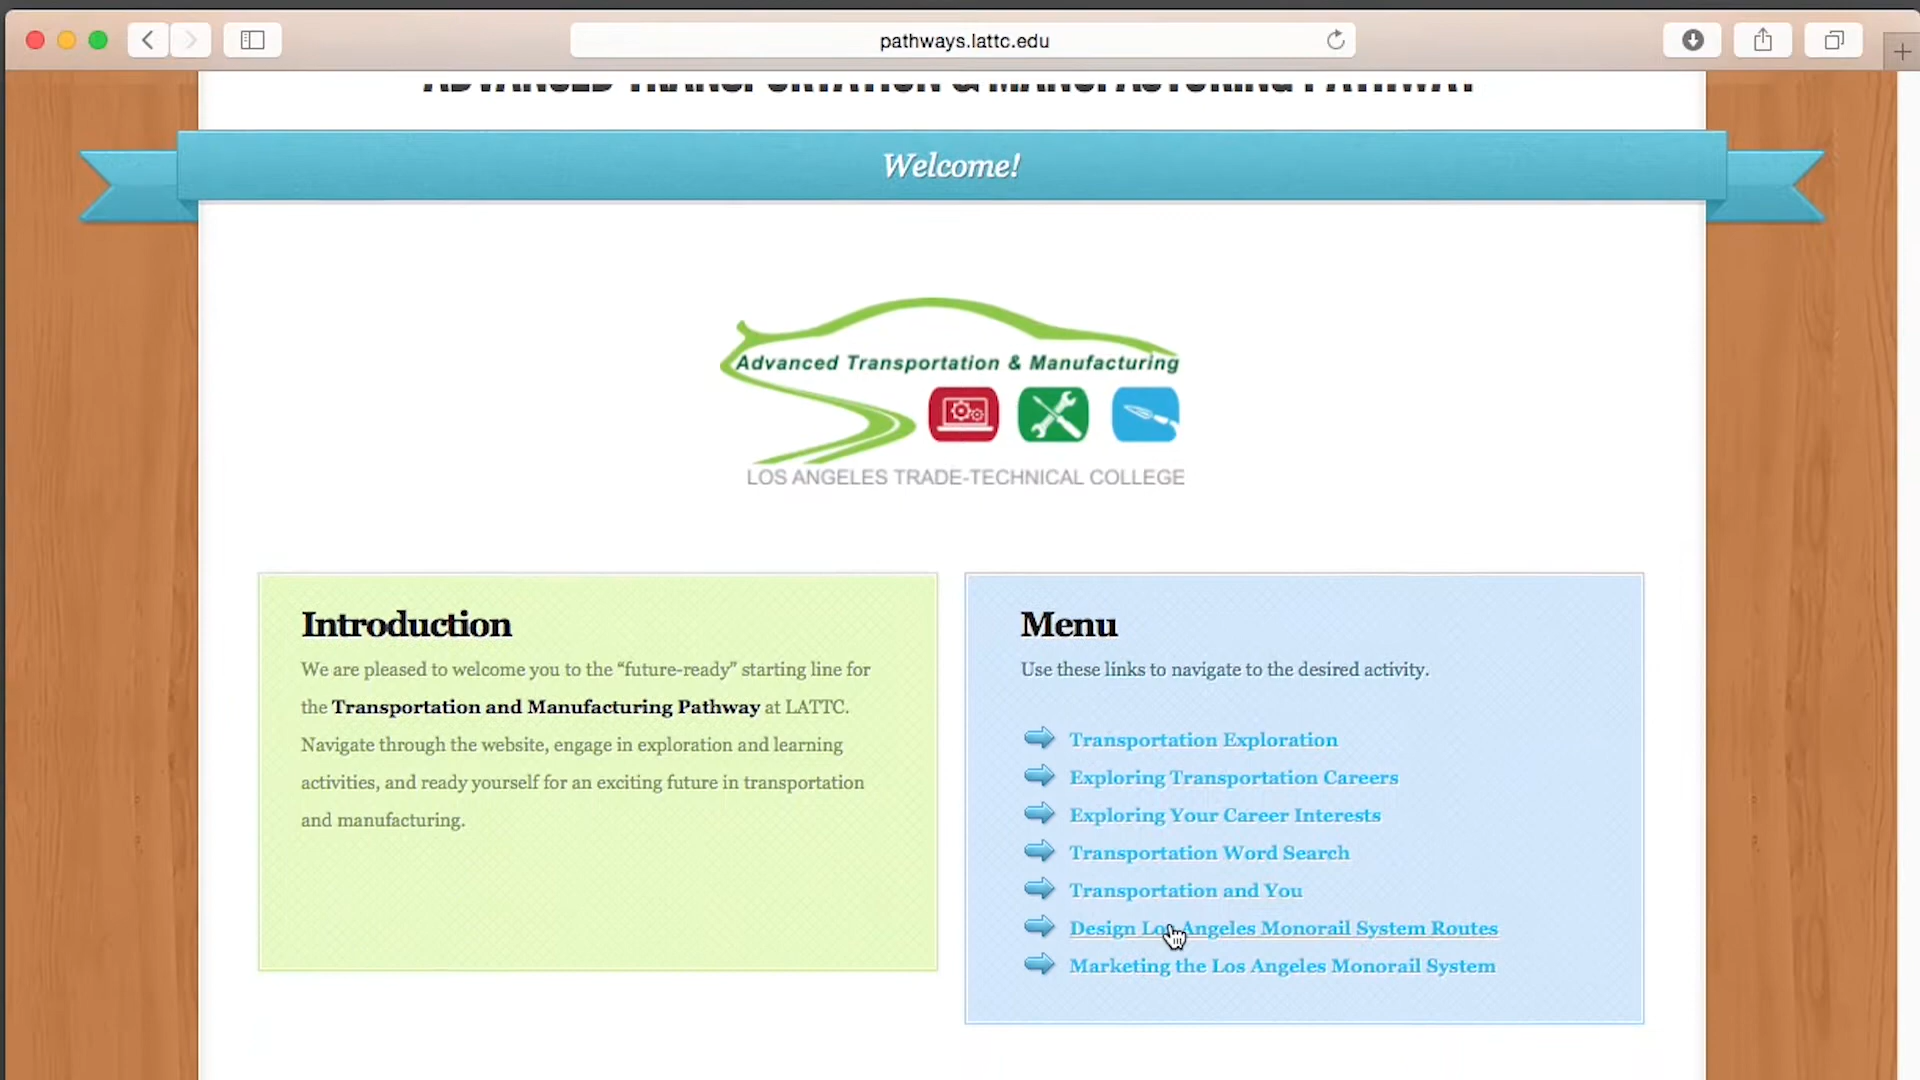 pathways.lattc.edu
ADVANCED TRANSPORTATION & MANUFACTURING PATHWAY
Welcome!
Advanced Transportation & Manufacturing
LOS ANGELES TRADE-TECHNICAL COLLEGE
Introduction
We are pleased to welcome you to the “future-ready” starting line for
the Transportation and Manufacturing Pathway at LATTC.
Navigate through the website, engage in exploration and learning
activities, and ready yourself for an exciting future in transportation
and manufacturing.
Menu
Use these links to navigate to the desired activity.
Transportation Exploration
Exploring Transportation Careers
Exploring Your Career Interests
Transportation Word Search
Transportation and You
Design Los Angeles Monorail System Routes
Marketing the Los Angeles Monorail System